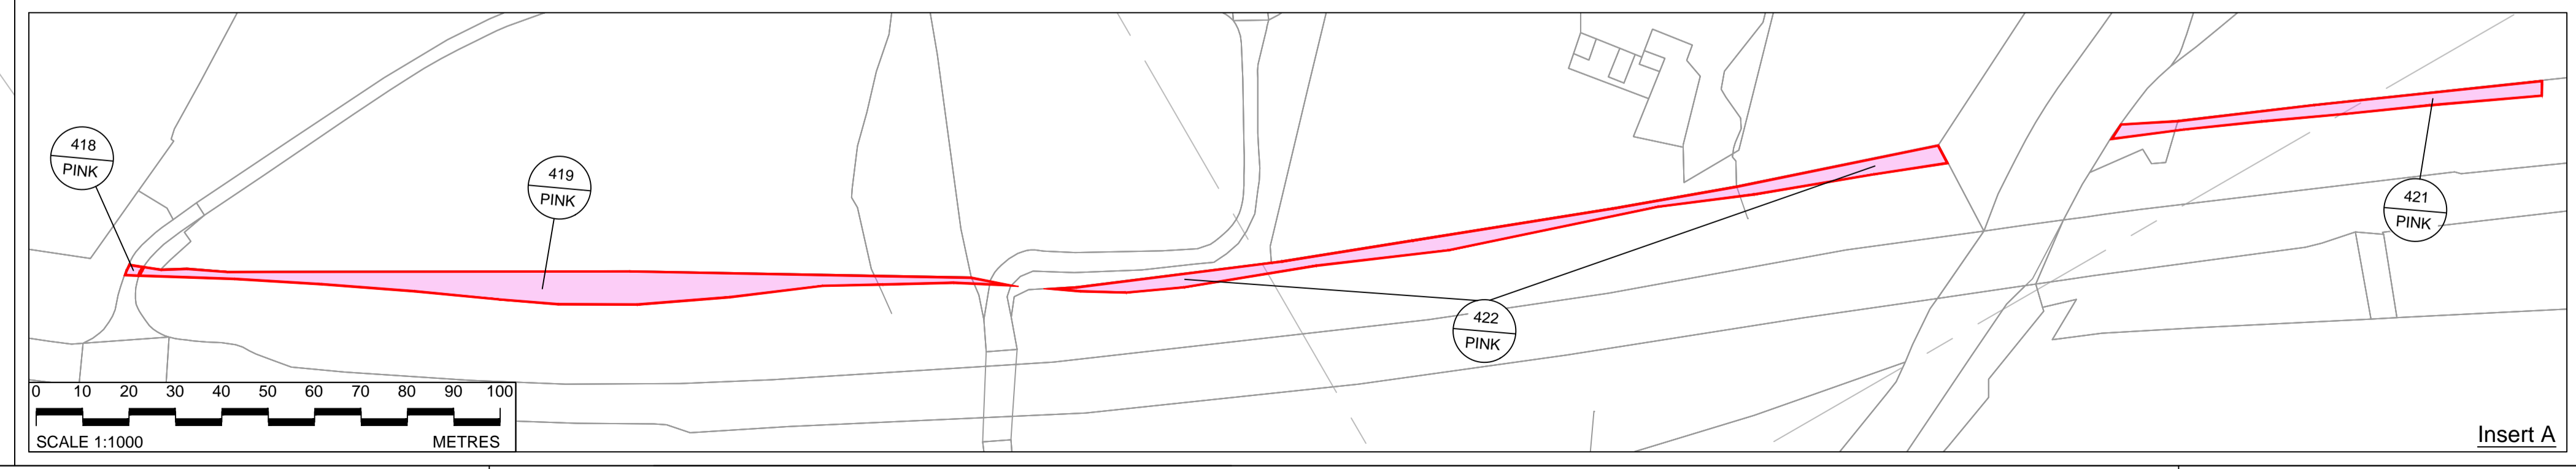 418
PINK
419
PINK
422
PINK
421
PINK
0 10 20 30 40 50 60 70 80 90 100
SCALE 1:1000 METRES
Insert A